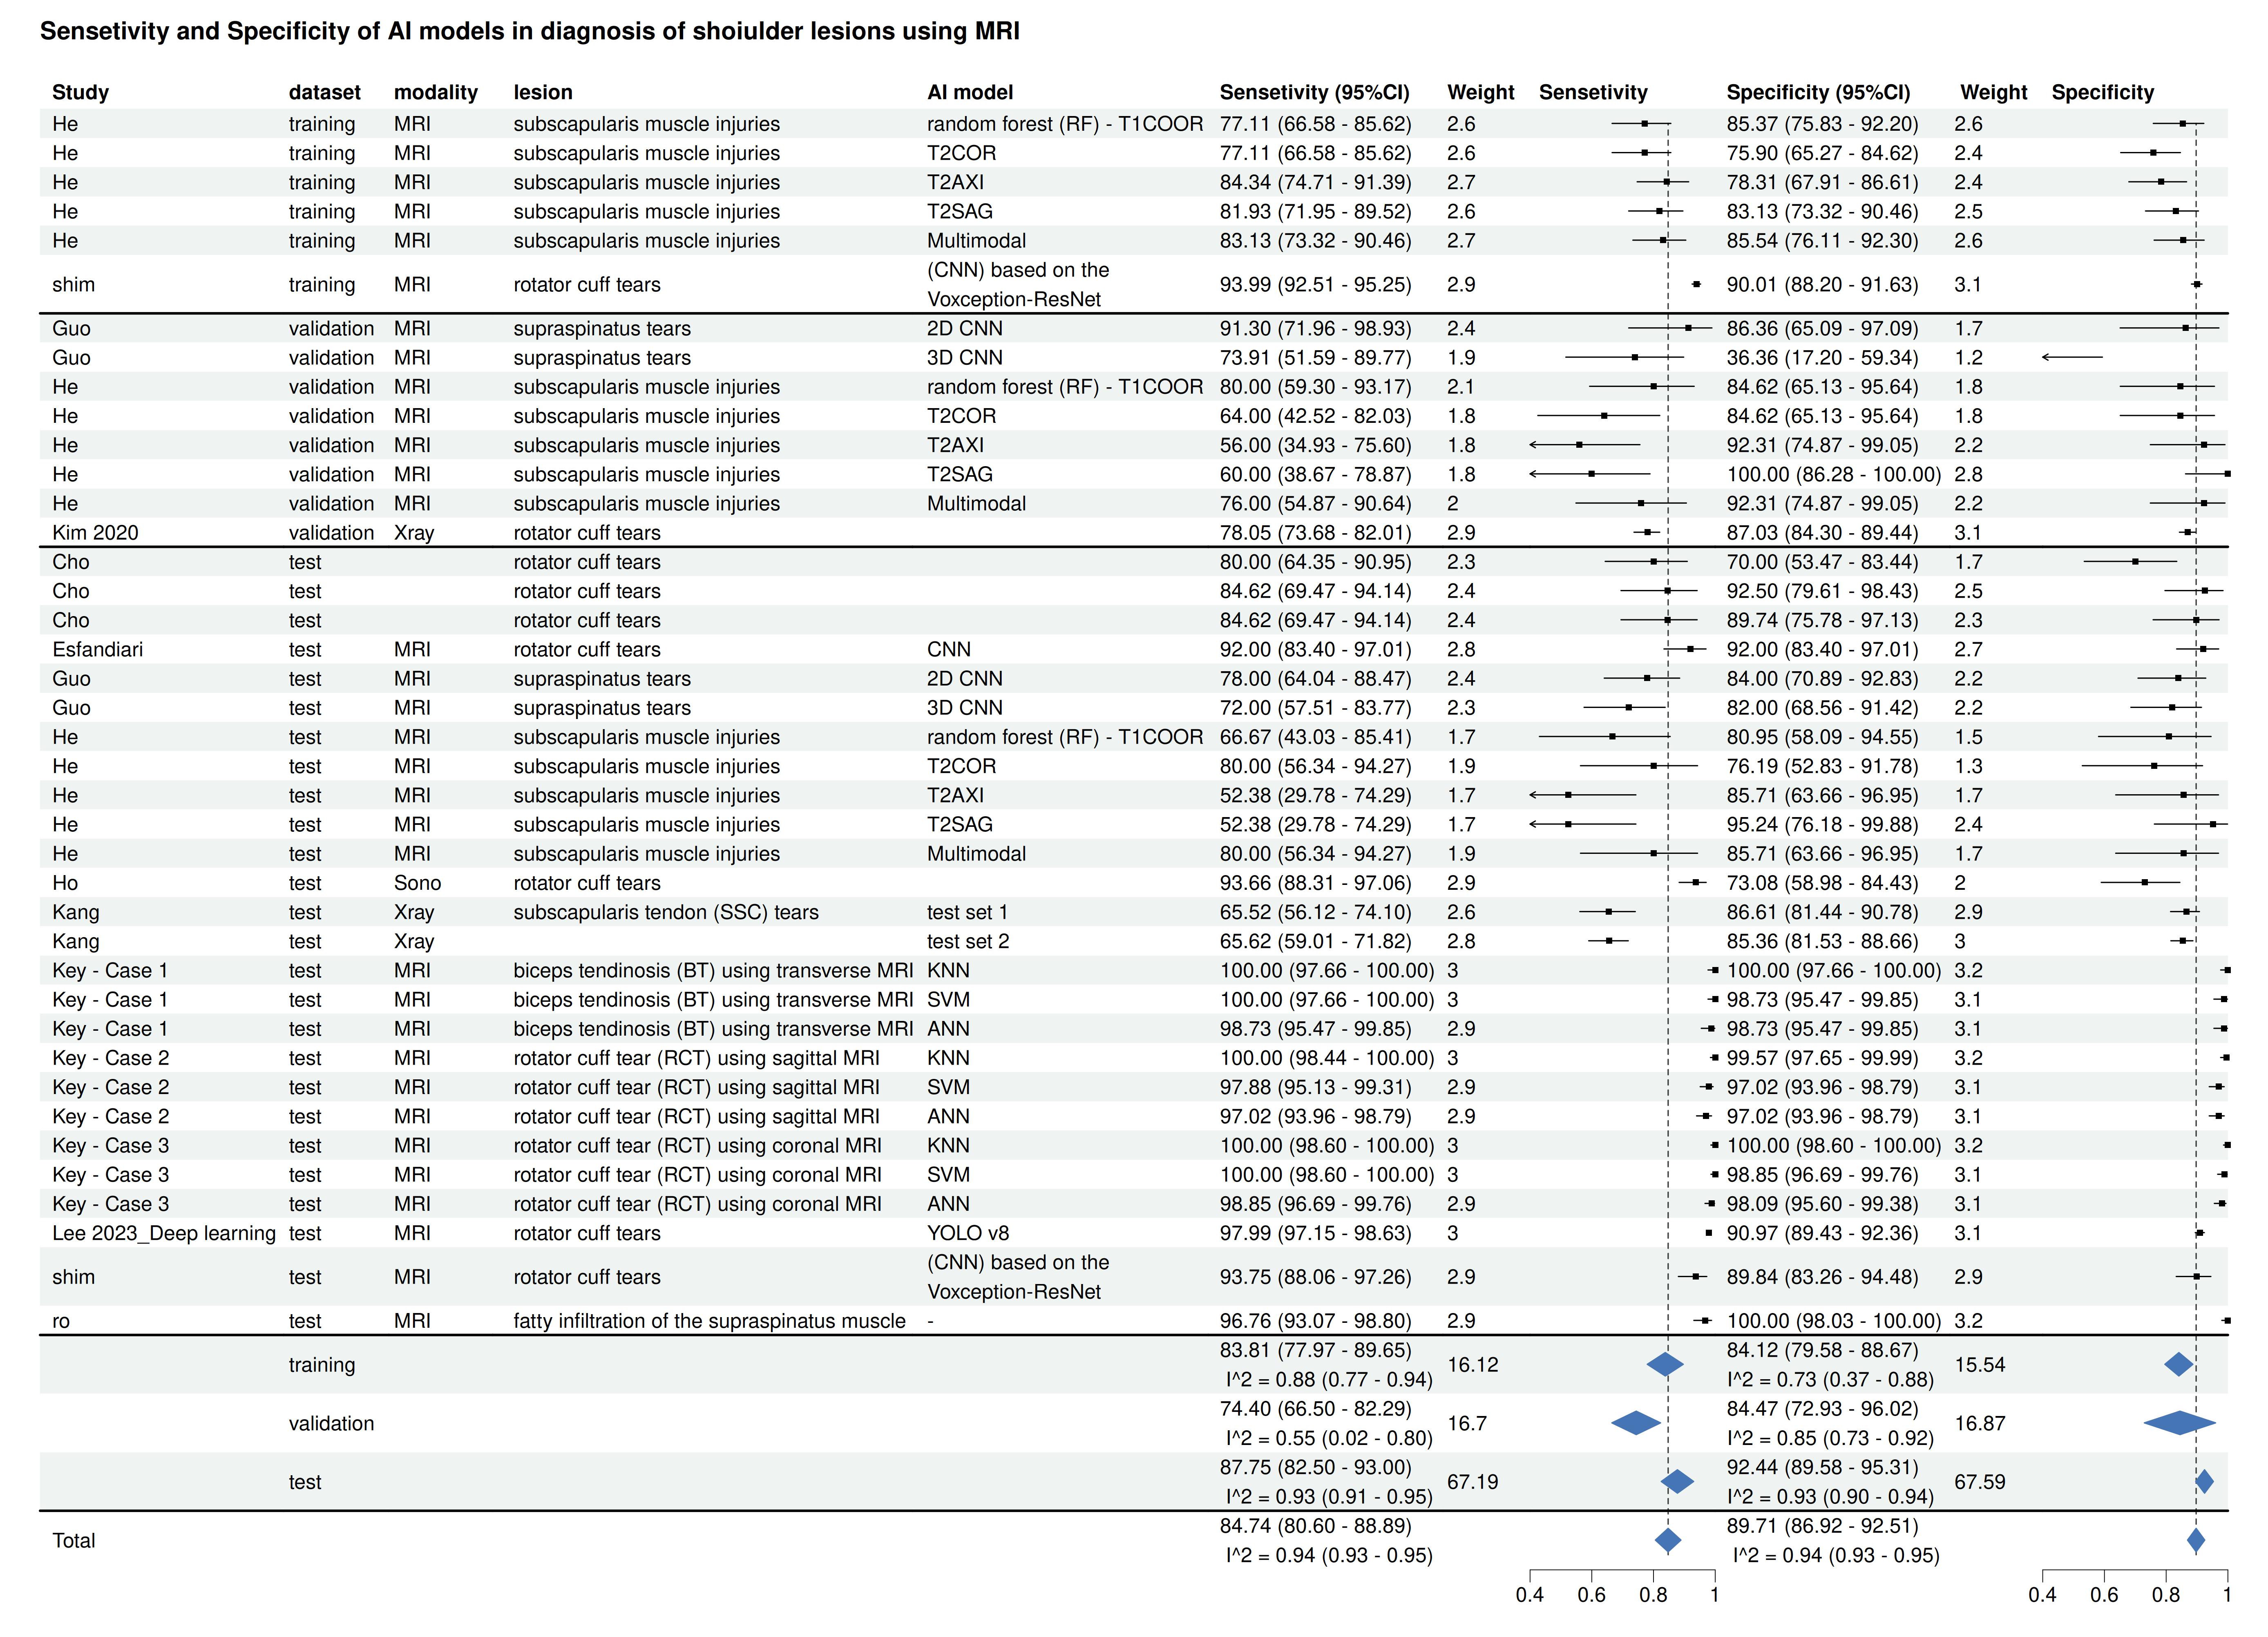 Sensetivity and Specificity of AI models in diagnosis of shoiulder lesions using MRI
Study dataset modality lesion AI model Sensetivity (95%CI) Weight Sensetivity Specificity (95%CI) Weight Specificity
He training MRI subscapularis muscle injuries random forest (RF) - T1COOR 77.11 (66.58 - 85.62) 2.6 85.37 (75.83 - 92.20) 2.6
He training MRI subscapularis muscle injuries T2COR 77.11 (66.58 - 85.62) 2.6 75.90 (65.27 - 84.62) 2.4
He training MRI subscapularis muscle injuries T2AXI 84.34 (74.71 - 91.39) 2.7 78.31 (67.91 - 86.61) 2.4
He training MRI subscapularis muscle injuries T2SAG 81.93 (71.95 - 89.52) 2.6 83.13 (73.32 - 90.46) 2.5
He training MRI subscapularis muscle injuries Multimodal 83.13 (73.32 - 90.46) 2.7 85.54 (76.11 - 92.30) 2.6
(CNN) based on the
shim training MRI rotator cuff tears 93.99 (92.51 - 95.25) 2.9 90.01 (88.20 - 91.63) 3.1
Voxception-ResNet
Guo validation MRI supraspinatus tears 2D CNN 91.30 (71.96 - 98.93) 2.4 86.36 (65.09 - 97.09) 1.7
Guo validation MRI supraspinatus tears 3D CNN 73.91 (51.59 - 89.77) 1.9 36.36 (17.20 - 59.34) 1.2
He validation MRI subscapularis muscle injuries random forest (RF) - T1COOR 80.00 (59.30 - 93.17) 2.1 84.62 (65.13 - 95.64) 1.8
He validation MRI subscapularis muscle injuries T2COR 64.00 (42.52 - 82.03) 1.8 84.62 (65.13 - 95.64) 1.8
He validation MRI subscapularis muscle injuries T2AXI 56.00 (34.93 - 75.60) 1.8 92.31 (74.87 - 99.05) 2.2
He validation MRI subscapularis muscle injuries T2SAG 60.00 (38.67 - 78.87) 1.8 100.00 (86.28 - 100.00) 2.8
He validation MRI subscapularis muscle injuries Multimodal 76.00 (54.87 - 90.64) 2 92.31 (74.87 - 99.05) 2.2
Kim 2020 validation Xray rotator cuff tears 78.05 (73.68 - 82.01) 2.9 87.03 (84.30 - 89.44) 3.1
Cho test rotator cuff tears 80.00 (64.35 - 90.95) 2.3 70.00 (53.47 - 83.44) 1.7
Cho test rotator cuff tears 84.62 (69.47 - 94.14) 2.4 92.50 (79.61 - 98.43) 2.5
Cho test rotator cuff tears 84.62 (69.47 - 94.14) 2.4 89.74 (75.78 - 97.13) 2.3
Esfandiari test MRI rotator cuff tears CNN 92.00 (83.40 - 97.01) 2.8 92.00 (83.40 - 97.01) 2.7
Guo test MRI supraspinatus tears 2D CNN 78.00 (64.04 - 88.47) 2.4 84.00 (70.89 - 92.83) 2.2
Guo test MRI supraspinatus tears 3D CNN 72.00 (57.51 - 83.77) 2.3 82.00 (68.56 - 91.42) 2.2
He test MRI subscapularis muscle injuries random forest (RF) - T1COOR 66.67 (43.03 - 85.41) 1.7 80.95 (58.09 - 94.55) 1.5
He test MRI subscapularis muscle injuries T2COR 80.00 (56.34 - 94.27) 1.9 76.19 (52.83 - 91.78) 1.3
He test MRI subscapularis muscle injuries T2AXI 52.38 (29.78 - 74.29) 1.7 85.71 (63.66 - 96.95) 1.7
He test MRI subscapularis muscle injuries T2SAG 52.38 (29.78 - 74.29) 1.7 95.24 (76.18 - 99.88) 2.4
He test MRI subscapularis muscle injuries Multimodal 80.00 (56.34 - 94.27) 1.9 85.71 (63.66 - 96.95) 1.7
Ho test Sono rotator cuff tears 93.66 (88.31 - 97.06) 2.9 73.08 (58.98 - 84.43) 2
Kang test Xray subscapularis tendon (SSC) tears test set 1 65.52 (56.12 - 74.10) 2.6 86.61 (81.44 - 90.78) 2.9
Kang test Xray test set 2 65.62 (59.01 - 71.82) 2.8 85.36 (81.53 - 88.66) 3
Key - Case 1 test MRI biceps tendinosis (BT) using transverse MRI KNN 100.00 (97.66 - 100.00) 3 100.00 (97.66 - 100.00) 3.2
Key - Case 1 test MRI biceps tendinosis (BT) using transverse MRI SVM 100.00 (97.66 - 100.00) 3 98.73 (95.47 - 99.85) 3.1
Key - Case 1 test MRI biceps tendinosis (BT) using transverse MRI ANN 98.73 (95.47 - 99.85) 2.9 98.73 (95.47 - 99.85) 3.1
Key - Case 2 test MRI rotator cuff tear (RCT) using sagittal MRI KNN 100.00 (98.44 - 100.00) 3 99.57 (97.65 - 99.99) 3.2
Key - Case 2 test MRI rotator cuff tear (RCT) using sagittal MRI SVM 97.88 (95.13 - 99.31) 2.9 97.02 (93.96 - 98.79) 3.1
Key - Case 2 test MRI rotator cuff tear (RCT) using sagittal MRI ANN 97.02 (93.96 - 98.79) 2.9 97.02 (93.96 - 98.79) 3.1
Key - Case 3 test MRI rotator cuff tear (RCT) using coronal MRI KNN 100.00 (98.60 - 100.00) 3 100.00 (98.60 - 100.00) 3.2
Key - Case 3 test MRI rotator cuff tear (RCT) using coronal MRI SVM 100.00 (98.60 - 100.00) 3 98.85 (96.69 - 99.76) 3.1
Key - Case 3 test MRI rotator cuff tear (RCT) using coronal MRI ANN 98.85 (96.69 - 99.76) 2.9 98.09 (95.60 - 99.38) 3.1
Lee 2023_Deep learning test MRI rotator cuff tears YOLO v8 97.99 (97.15 - 98.63) 3 90.97 (89.43 - 92.36) 3.1
(CNN) based on the
shim test MRI rotator cuff tears 93.75 (88.06 - 97.26) 2.9 89.84 (83.26 - 94.48) 2.9
Voxception-ResNet
ro test MRI fatty infiltration of the supraspinatus muscle - 96.76 (93.07 - 98.80) 2.9 100.00 (98.03 - 100.00) 3.2
83.81 (77.97 - 89.65) 84.12 (79.58 - 88.67)
training 16.12 15.54
I^2 = 0.88 (0.77 - 0.94) I^2 = 0.73 (0.37 - 0.88)
74.40 (66.50 - 82.29) 84.47 (72.93 - 96.02)
validation 16.7 16.87
I^2 = 0.55 (0.02 - 0.80) I^2 = 0.85 (0.73 - 0.92)
87.75 (82.50 - 93.00) 92.44 (89.58 - 95.31)
test 67.19 67.59
I^2 = 0.93 (0.91 - 0.95) I^2 = 0.93 (0.90 - 0.94)
84.74 (80.60 - 88.89) 89.71 (86.92 - 92.51)
Total
I^2 = 0.94 (0.93 - 0.95) I^2 = 0.94 (0.93 - 0.95)
0.4 0.6 0.8 1 0.4 0.6 0.8 1